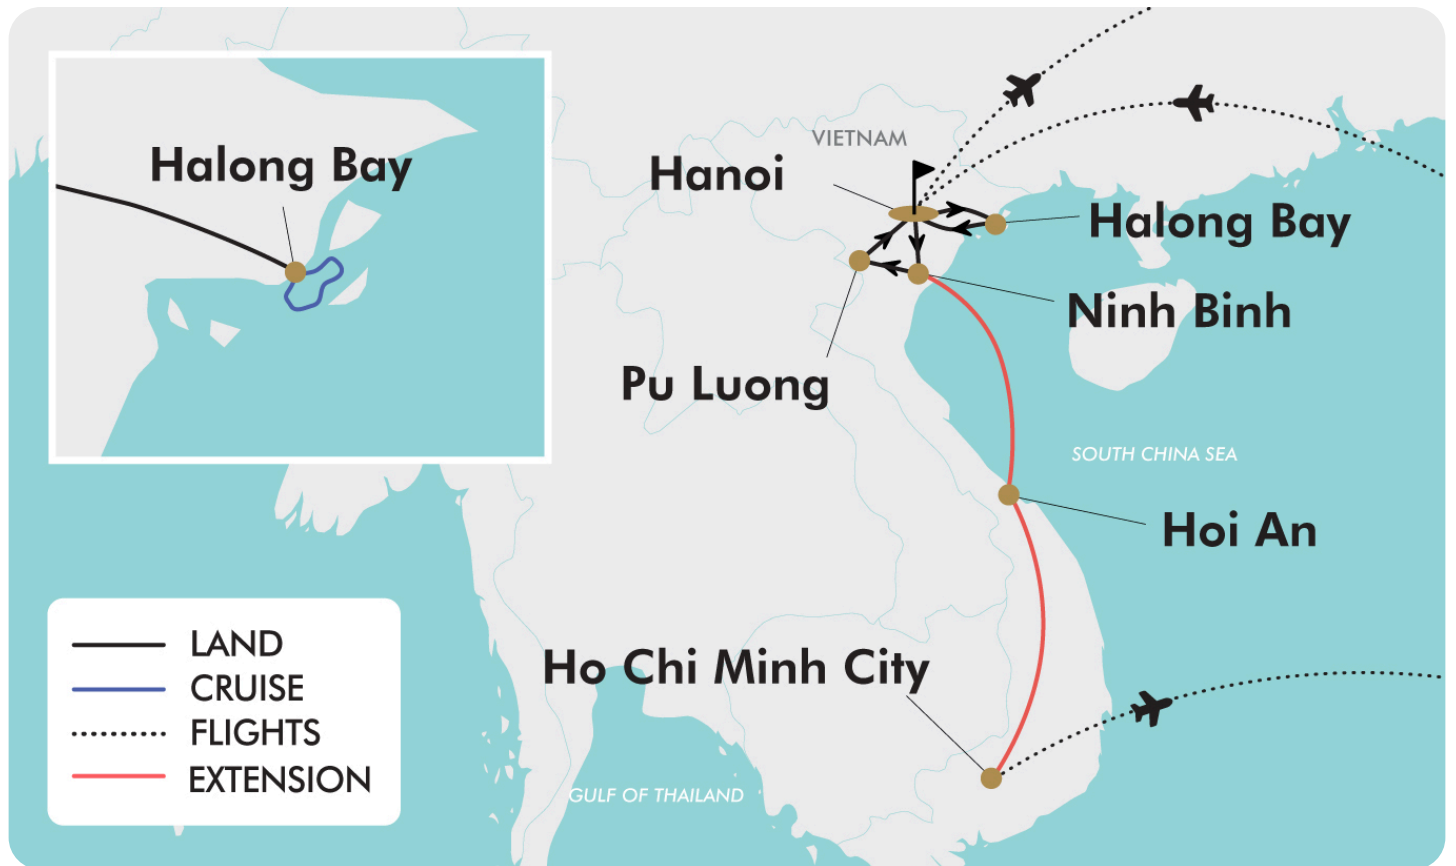 Halong Bay
VIETNAM
Hanoi
Halong Bay
Ninh Binh
Pu Luong
SOUTH CHINA SEA
Hoi An
Ho Chi Minh City
GULF OF THAILAND
LAND
CRUISE
FLIGHTS
EXTENSION